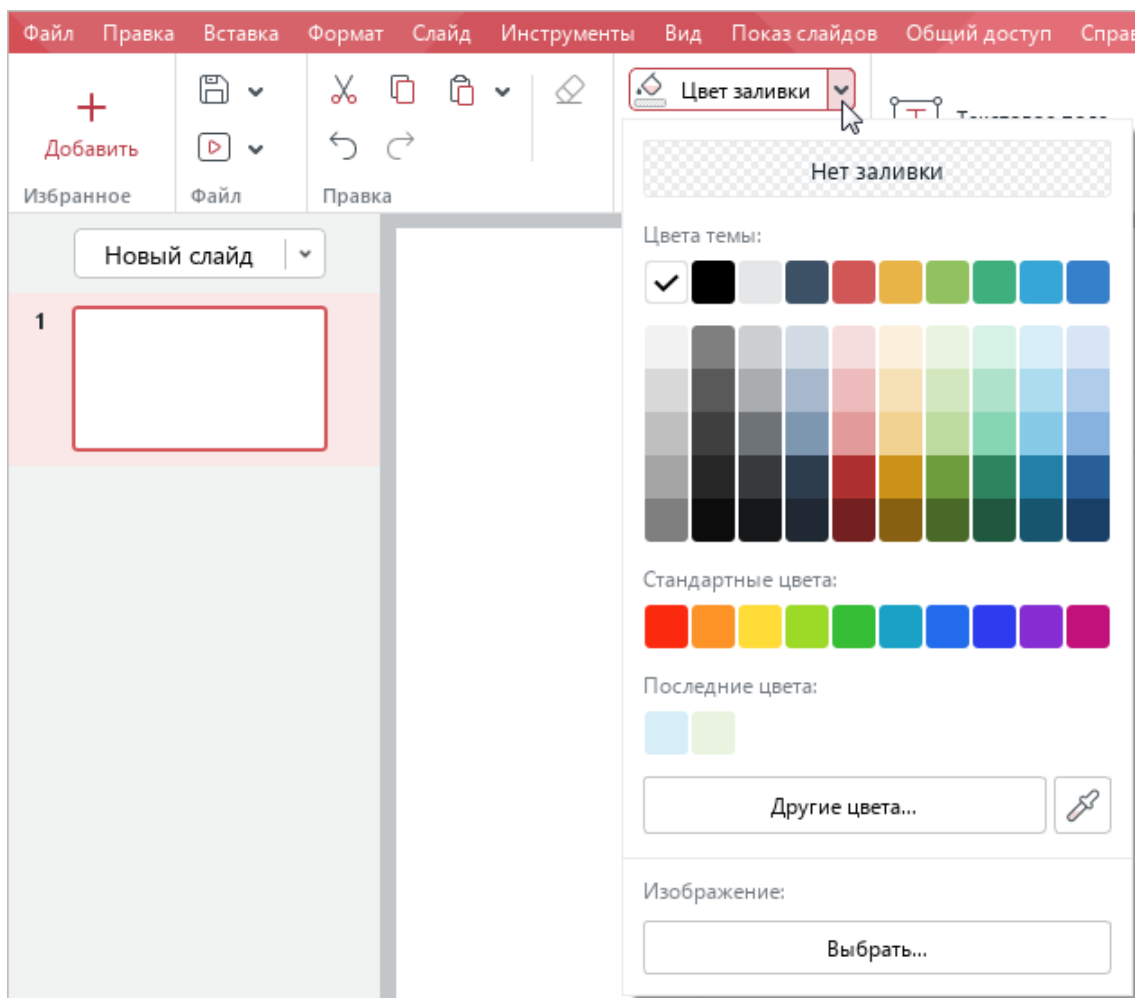 Файл Правка Вставка Формат Слайд Инструменты Вид Показ слайдов Общий доступ
Цвет заливки
Добавить
Избранное Файл Правка
Нет заливки
Новый слайд
1
Цвета темы:
Стандартные цвета:
Последние цвета:
Другие цвета...
Изображение:
Выбрать...